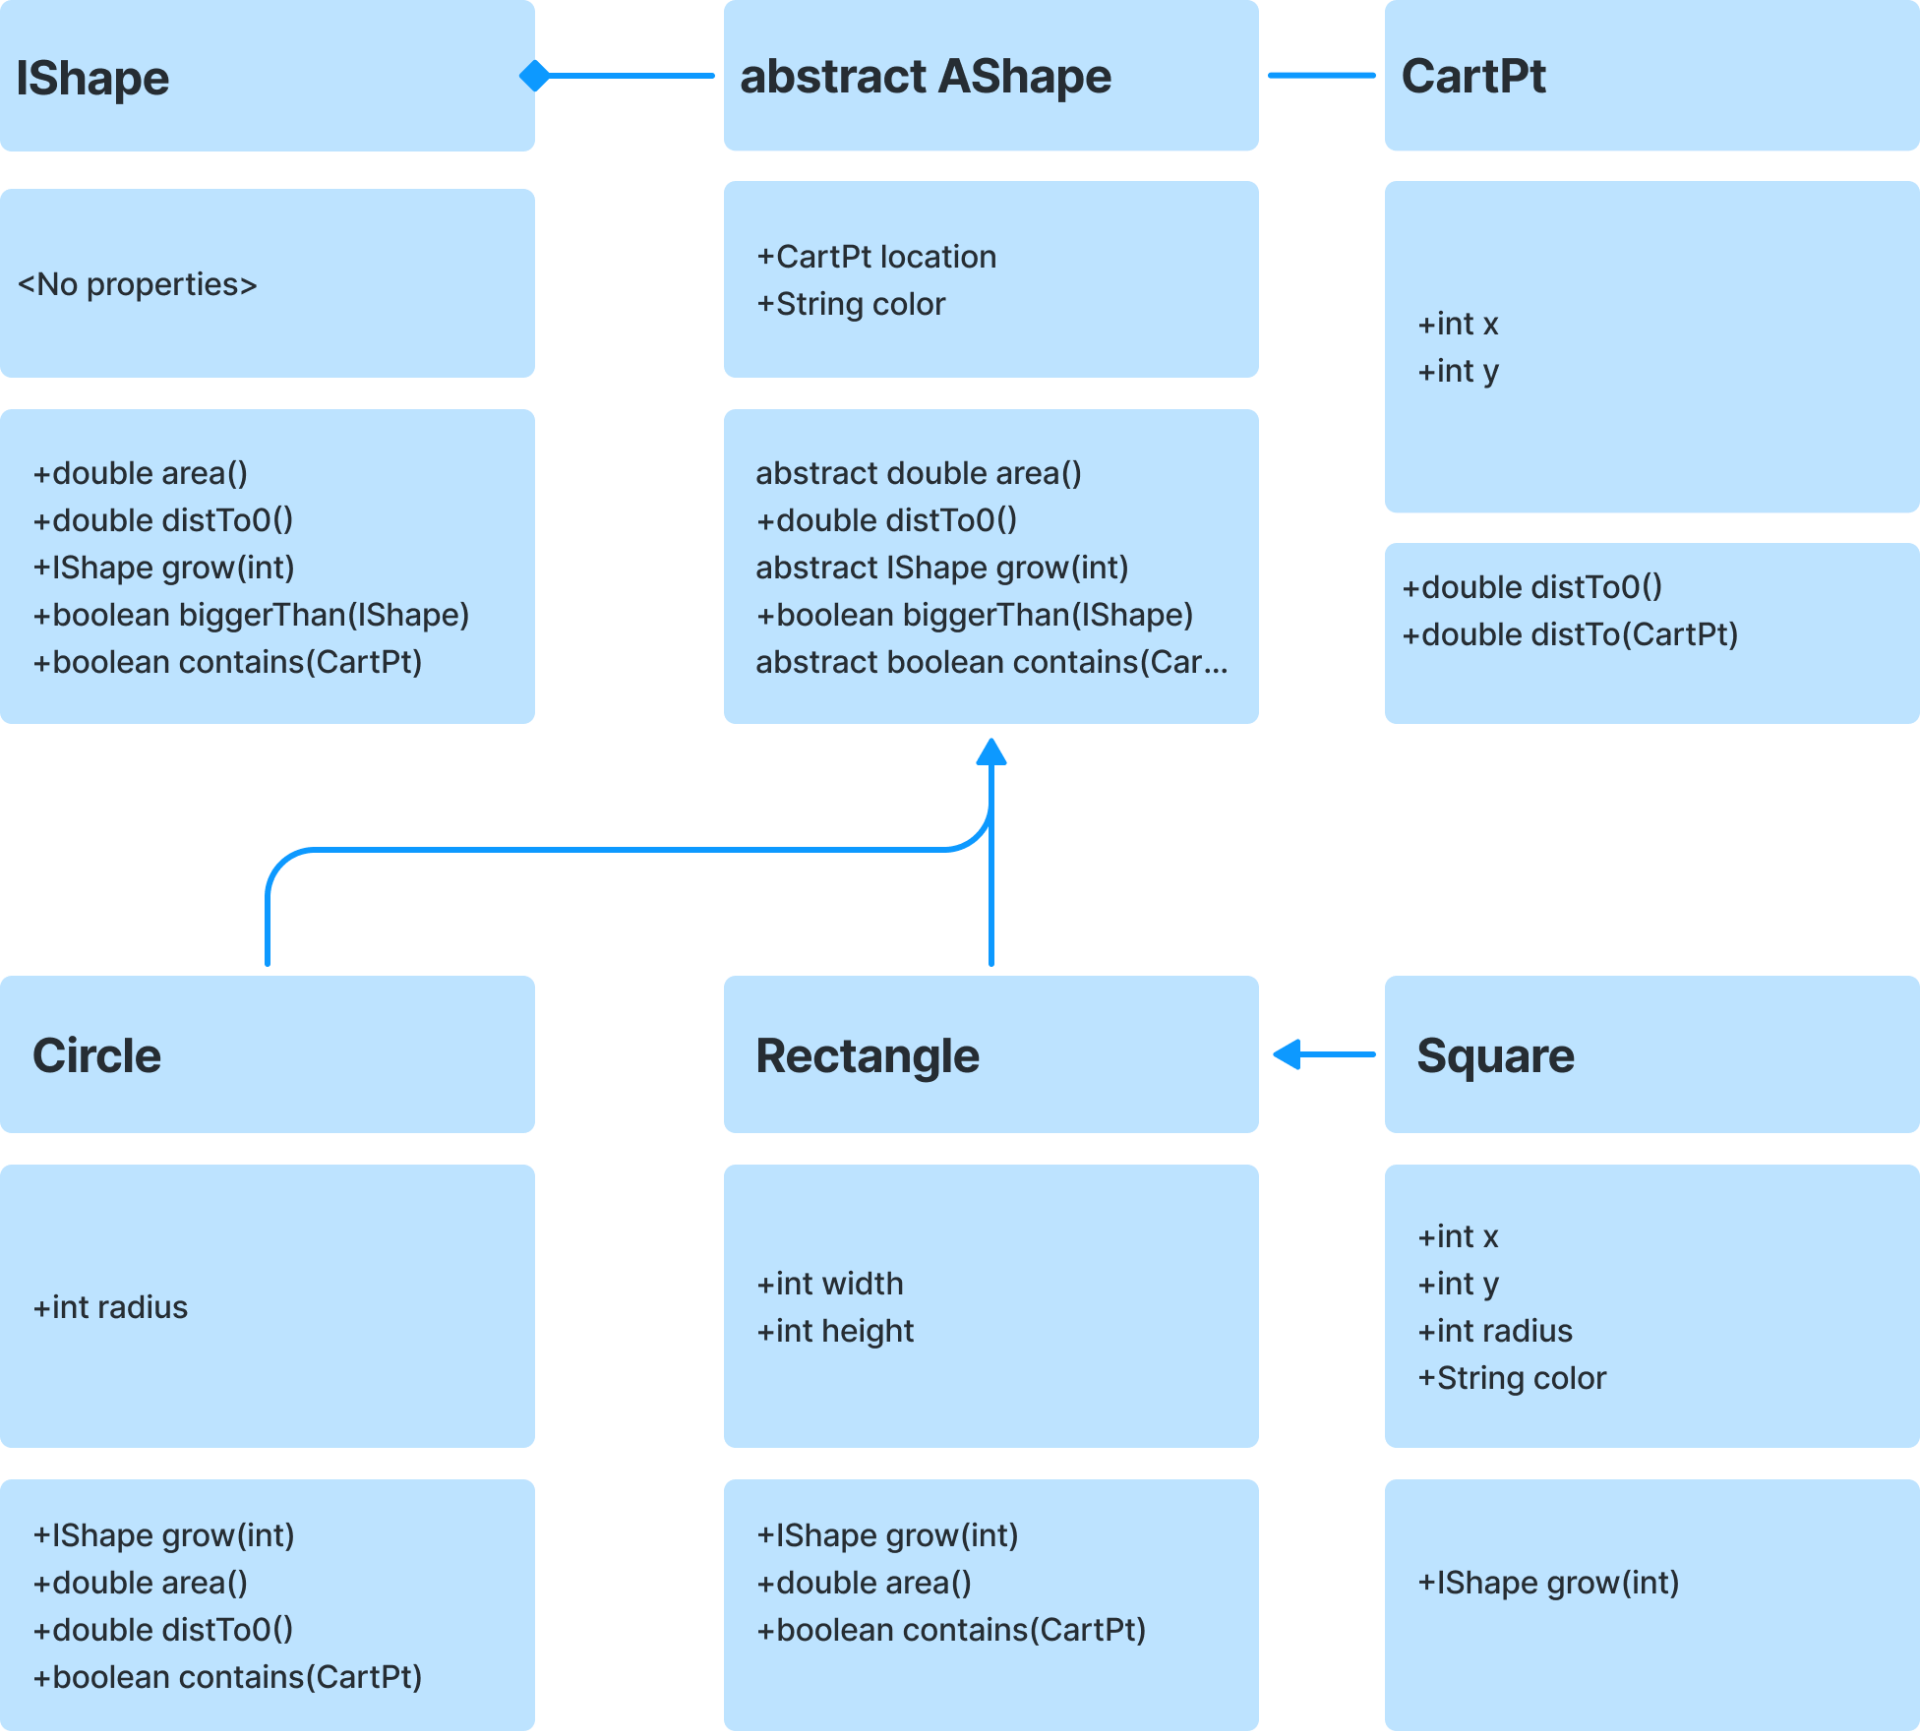 IShape
<No properties>
+double area()
+double distTo0()
+IShape grow(int)
+boolean biggerThan(IShape)
+boolean contains(CartPt)
abstract AShape
+CartPt location
+String color
abstract double area()
+double distTo0()
abstract IShape grow(int)
+boolean biggerThan(IShape)
abstract boolean contains(Car...
CartPt
+int x
+int y
+double distTo0()
+double distTo(CartPt)
Circle
+int radius
+IShape grow(int)
+double area()
+double distTo0()
+boolean contains(CartPt)
Rectangle
+int width
+int height
+IShape grow(int)
+double area()
+boolean contains(CartPt)
Square
+int x
+int y
+int radius
+String color
+IShape grow(int)